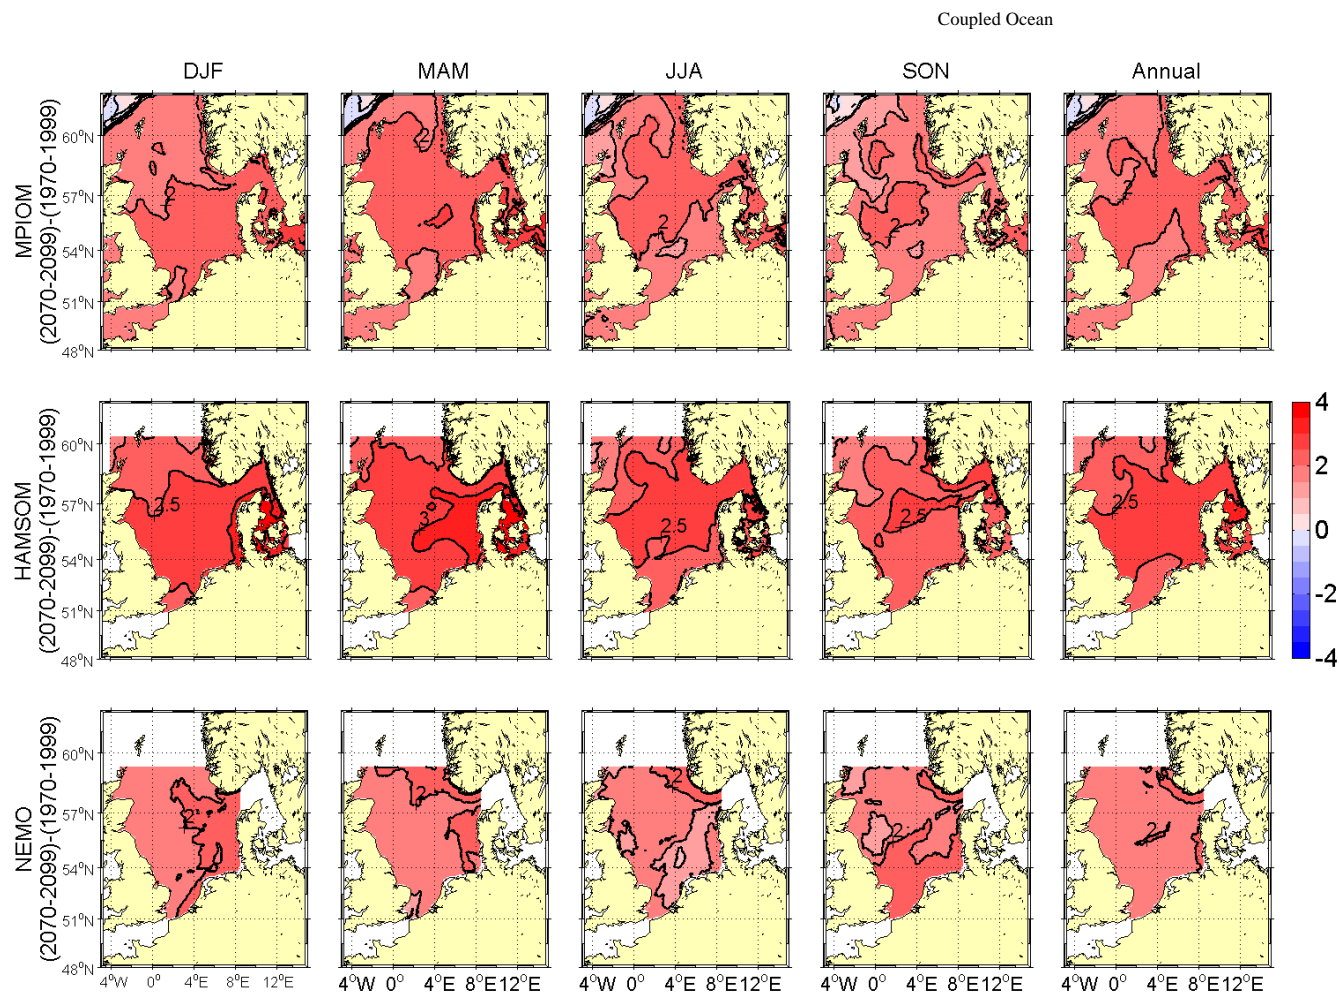 Coupled Ocean
DJF MAM JJA SON Annual
MPIOM
(2070-2099)-(1970-1999)
60°N
57°N
54°N
51°N
48°N
2 2 2 2 2
HAMSOM
(2070-2099)-(1970-1999)
60°N
57°N
54°N
51°N
48°N
2.5 3 2.5 2.5 2.5
4
2
0
-2
-4
NEMO
(2070-2099)-(1970-1999)
60°N
57°N
54°N
51°N
48°N
2 2 2 2 2
4°W 0° 4°E 8°E 12°E 4°W 0° 4°E 8°E 12°E 4°W 0° 4°E 8°E 12°E 4°W 0° 4°E 8°E 12°E 4°W 0° 4°E 8°E 12°E